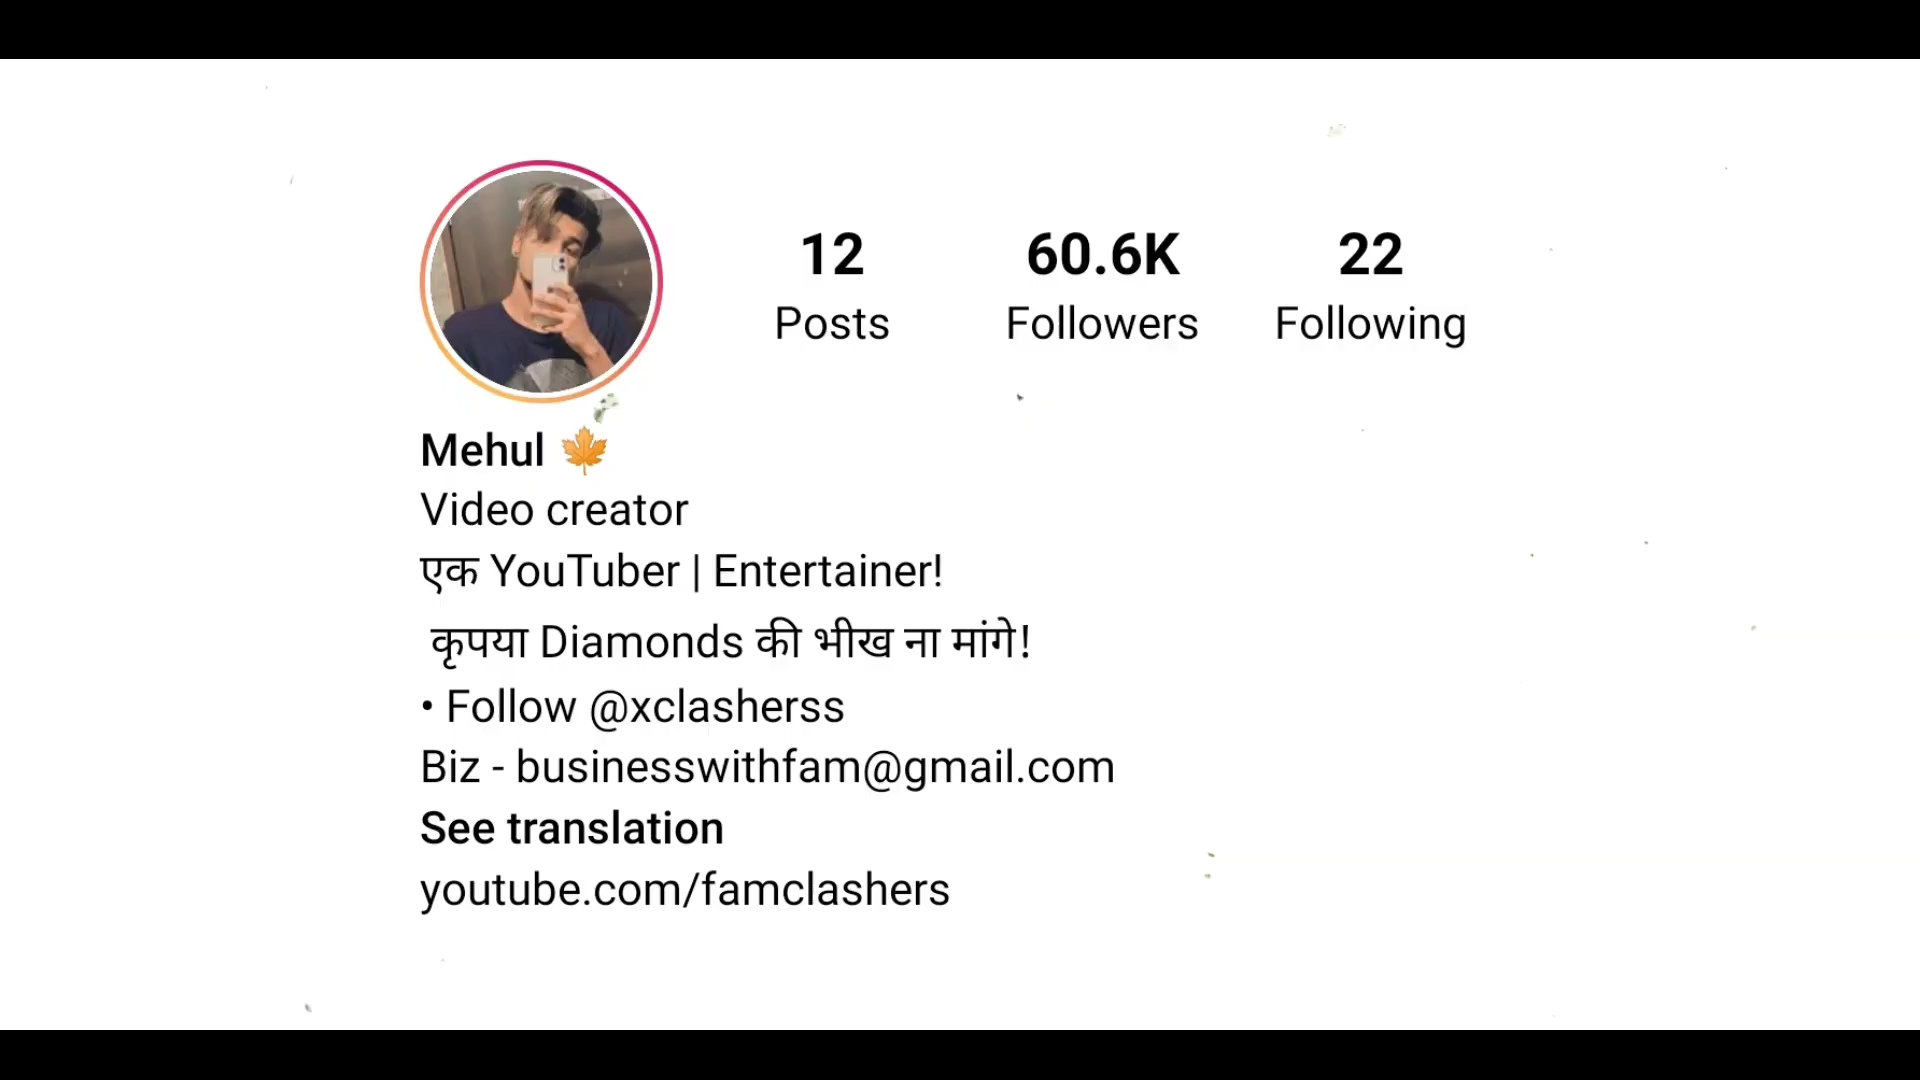 12 60.6K 22
Posts Followers Following
Mehul 🍁
Video creator
एक YouTuber | Entertainer!
कृपया Diamonds की भीख ना मांगे!
• Follow @xclasherss
Biz - businesswithfam@gmail.com
See translation
youtube.com/famclashers